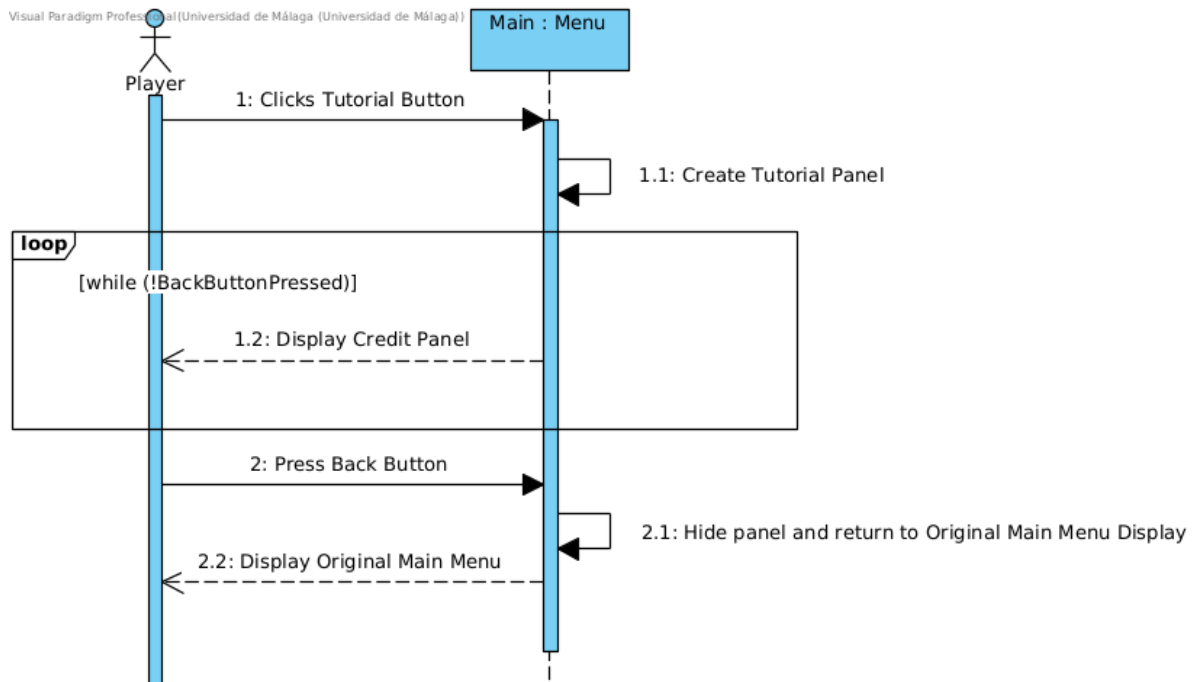 Visual Paradigm Professional(Universidad de Málaga (Universidad de Málaga))
Main : Menu
Player
1: Clicks Tutorial Button
1.1: Create Tutorial Panel
loop
[while (!BackButtonPressed)]
1.2: Display Credit Panel
2: Press Back Button
2.1: Hide panel and return to Original Main Menu Display
2.2: Display Original Main Menu